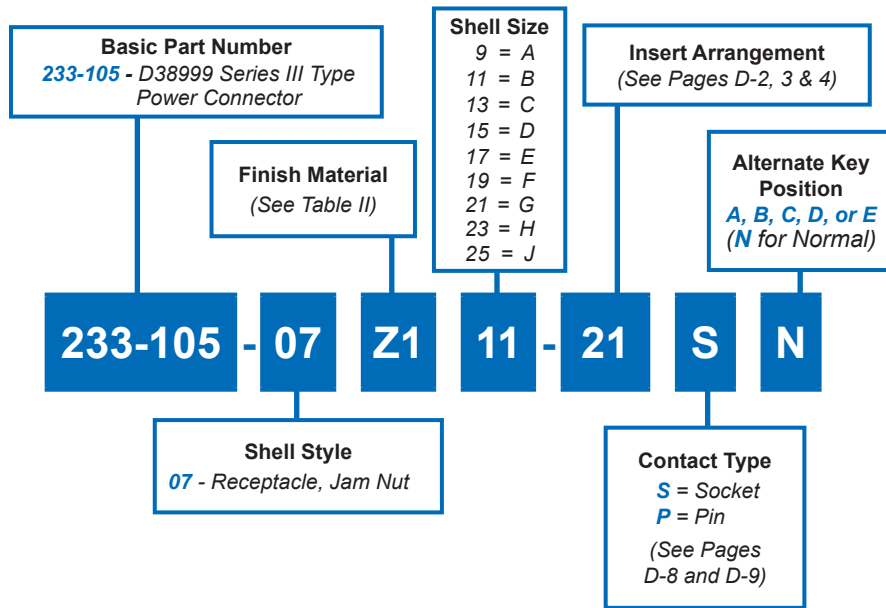 Basic Part Number
233-105 - D38999 Series III Type
Power Connector
Finish Material
(See Table II)
Shell Size
9 = A
11 = B
13 = C
15 = D
17 = E
19 = F
21 = G
23 = H
25 = J
Insert Arrangement
(See Pages D-2, 3 & 4)
Alternate Key
Position
A, B, C, D, or E
(N for Normal)
233-105 - 07 Z1 11 - 21 S N
Shell Style
07 - Receptacle, Jam Nut
Contact Type
S = Socket
P = Pin
(See Pages
D-8 and D-9)